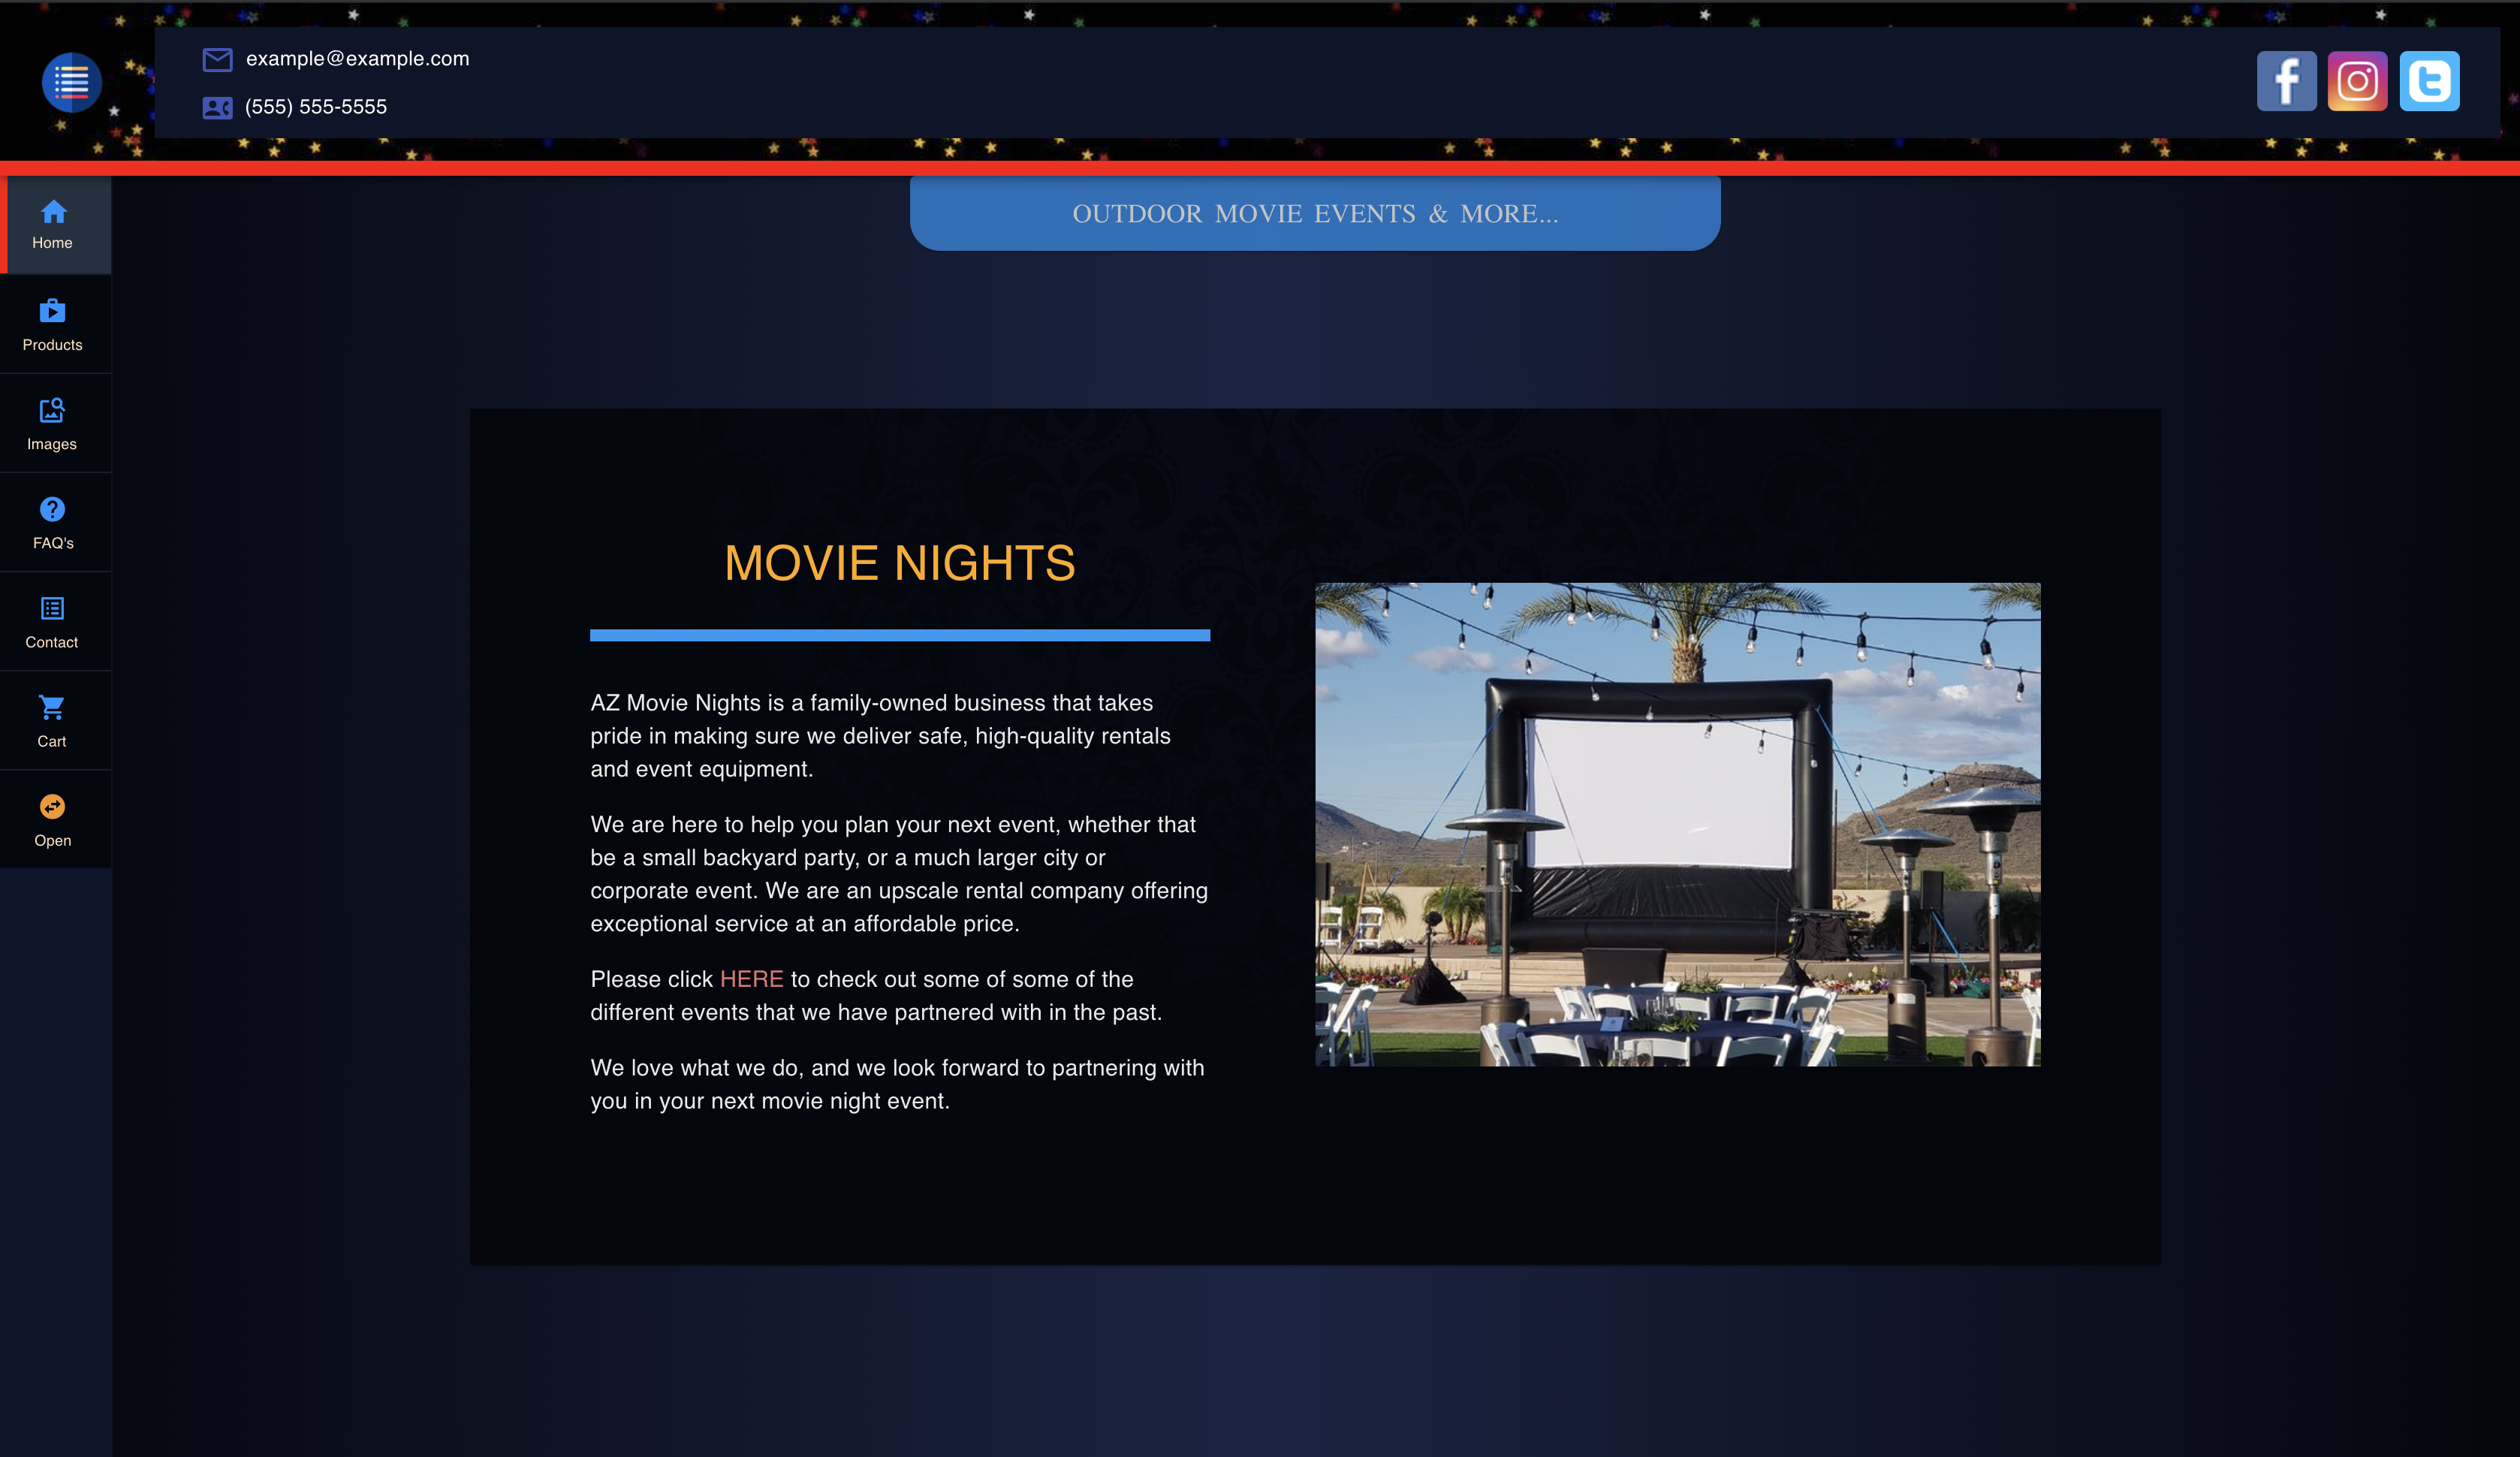 example@example.com
(555) 555-5555
OUTDOOR MOVIE EVENTS & MORE...
Home
Products
Images
FAQ's
Contact
Cart
Open
MOVIE NIGHTS
AZ Movie Nights is a family-owned business that takes
pride in making sure we deliver safe, high-quality rentals
and event equipment.
We are here to help you plan your next event, whether that
be a small backyard party, or a much larger city or
corporate event. We are an upscale rental company offering
exceptional service at an affordable price.
Please click HERE to check out some of some of the
different events that we have partnered with in the past.
We love what we do, and we look forward to partnering with
you in your next movie night event.